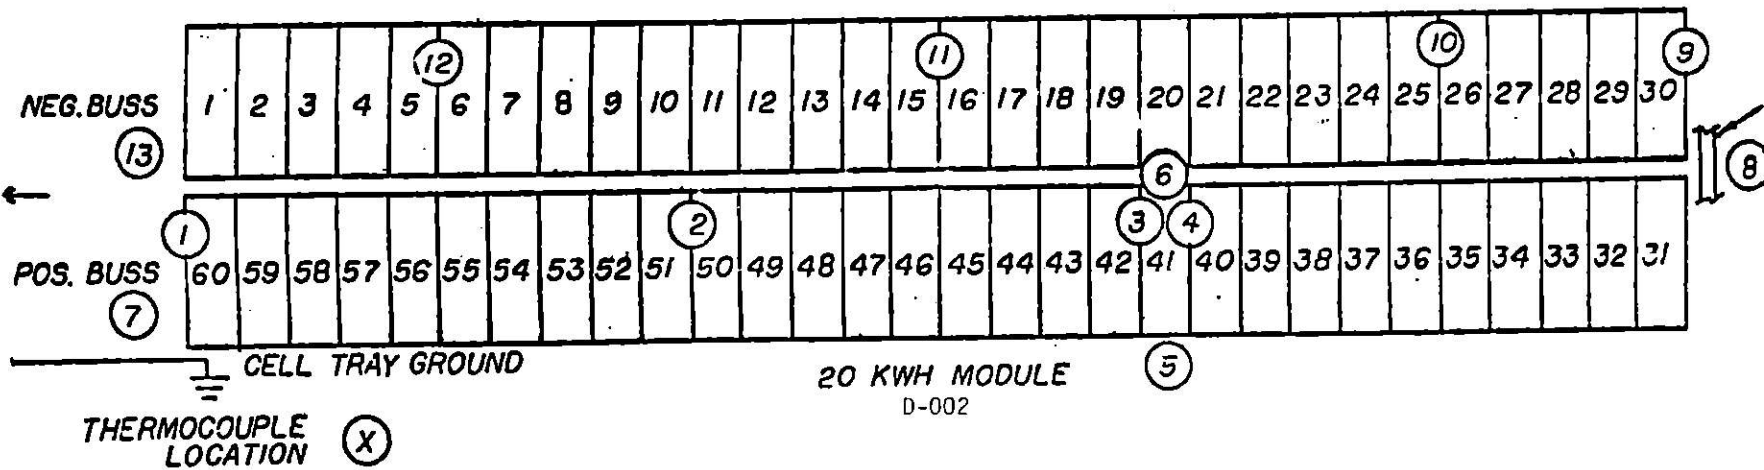 12 11 10 9
NEG. BUSS 1 2 3 4 5 6 7 8 9 10 11 12 13 14 15 16 17 18 19 20 21 22 23 24 25 26 27 28 29 30
13 6 8
1 2 3 4
POS. BUSS 60 59 58 57 56 55 54 53 52 51 50 49 48 47 46 45 44 43 42 41 40 39 38 37 36 35 34 33 32 31
7
CELL TRAY GROUND
20 KWH MODULE 5
D-002
THERMOCOUPLE X
LOCATION